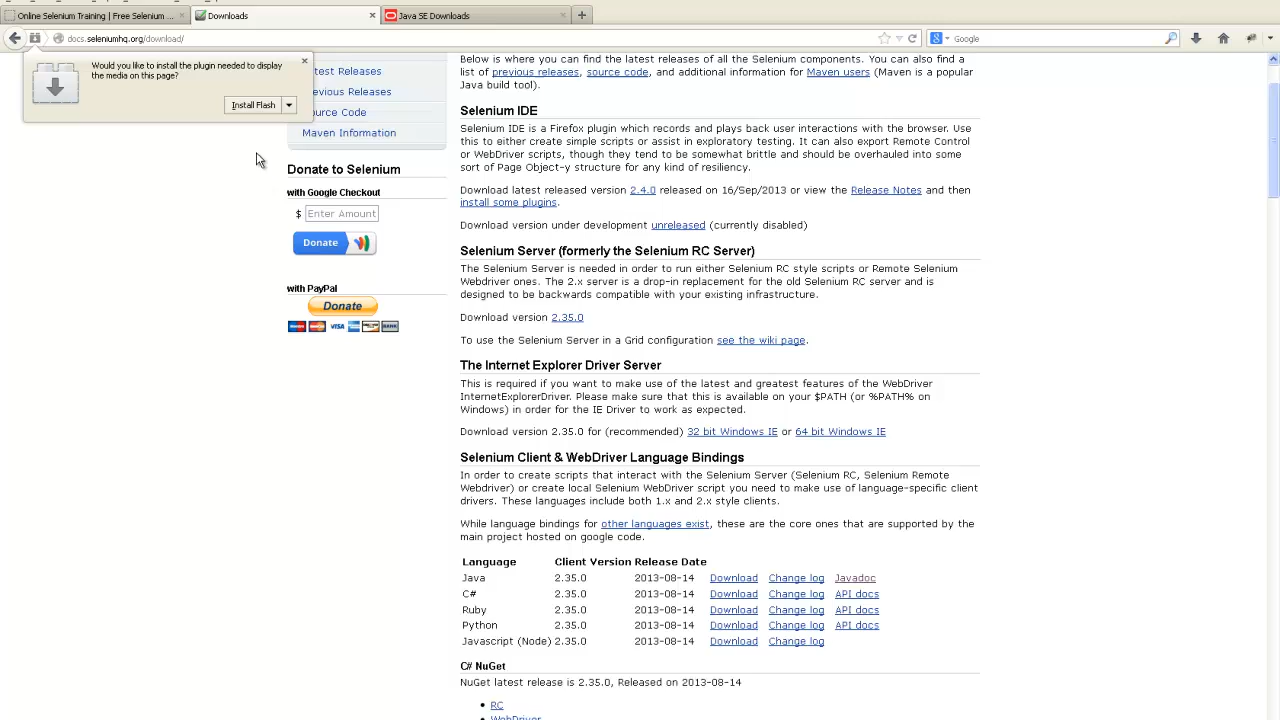 Online Selenium Training | Free Selenium ...
Downloads
Java SE Downloads
docs.seleniumhq.org/download/
Google
Would you like to install the plugin needed to display
the media on this page?
Install Flash
test Releases
evious Releases
ource Code
Maven Information
Donate to Selenium
with Google Checkout
$ Enter Amount
Donate
with PayPal
Donate
VISA
BANK
Below is where you can find the latest releases of all the Selenium components. You can also find a
list of previous releases, source code, and additional information for Maven users (Maven is a popular
Java build tool).
Selenium IDE
Selenium IDE is a Firefox plugin which records and plays back user interactions with the browser. Use
this to either create simple scripts or assist in exploratory testing. It can also export Remote Control
or WebDriver scripts, though they tend to be somewhat brittle and should be overhauled into some
sort of Page Object-y structure for any kind of resiliency.
Download latest released version 2.4.0 released on 16/Sep/2013 or view the Release Notes and then
install some plugins.
Download version under development unreleased (currently disabled)
Selenium Server (formerly the Selenium RC Server)
The Selenium Server is needed in order to run either Selenium RC style scripts or Remote Selenium
Webdriver ones. The 2.x server is a drop-in replacement for the old Selenium RC server and is
designed to be backwards compatible with your existing infrastructure.
Download version 2.35.0
To use the Selenium Server in a Grid configuration see the wiki page.
The Internet Explorer Driver Server
This is required if you want to make use of the latest and greatest features of the WebDriver
InternetExplorerDriver. Please make sure that this is available on your $PATH (or %PATH% on
Windows) in order for the IE Driver to work as expected.
Download version 2.35.0 for (recommended) 32 bit Windows IE or 64 bit Windows IE
Selenium Client & WebDriver Language Bindings
In order to create scripts that interact with the Selenium Server (Selenium RC, Selenium Remote
Webdriver) or create local Selenium WebDriver script you need to make use of language-specific client
drivers. These languages include both 1.x and 2.x style clients.
While language bindings for other languages exist, these are the core ones that are supported by the
main project hosted on google code.
Language Client Version Release Date
Java 2.35.0 2013-08-14 Download Change log Javadoc
C# 2.35.0 2013-08-14 Download Change log API docs
Ruby 2.35.0 2013-08-14 Download Change log API docs
Python 2.35.0 2013-08-14 Download Change log API docs
Javascript (Node) 2.35.0 2013-08-14 Download Change log
C# NuGet
NuGet latest release is 2.35.0, Released on 2013-08-14
RC
WebDriver